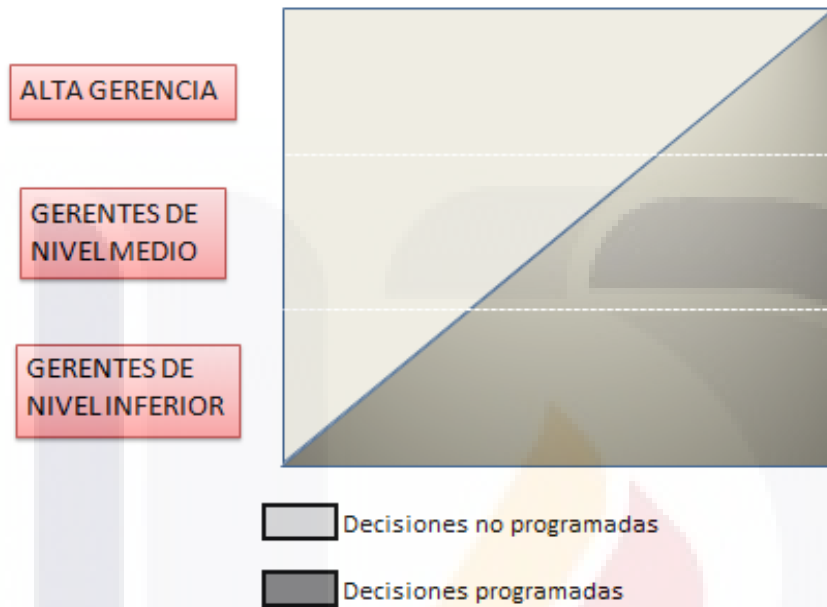 ALTA GERENCIA
GERENTES DE
NIVEL MEDIO
GERENTES DE
NIVEL INFERIOR
Decisiones no programadas
Decisiones programadas